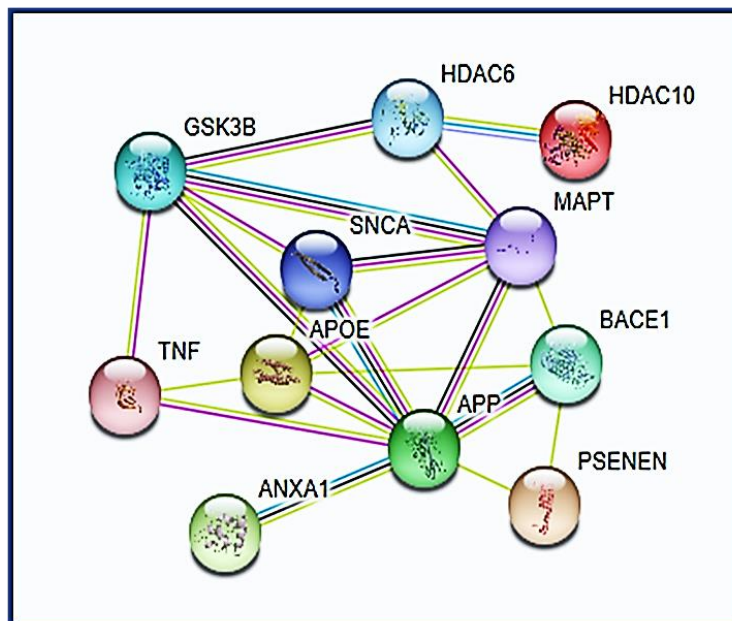 HDAC6
HDAC10
GSK3B
MAPT
SNCA
BACE1
APOE
TNF
APP
PSENEN
ANXA1